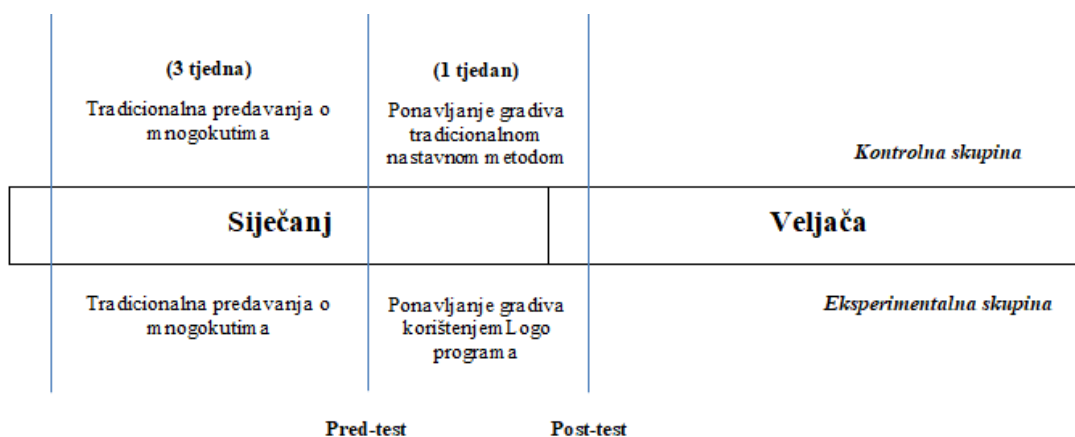 (3 tjedna)
(1 tjedan)
Tradicionalna predavanja o
mnogokutima
Ponavljanje gradiva
tradicionalnom
nastavnom metodom
Kontrolna skupina
Siječanj
Veljača
Tradicionalna predavanja o
mnogokutima
Ponavljanje gradiva
korištenjem Logo
programa
Eksperimentalna skupina
Pred-test
Post-test